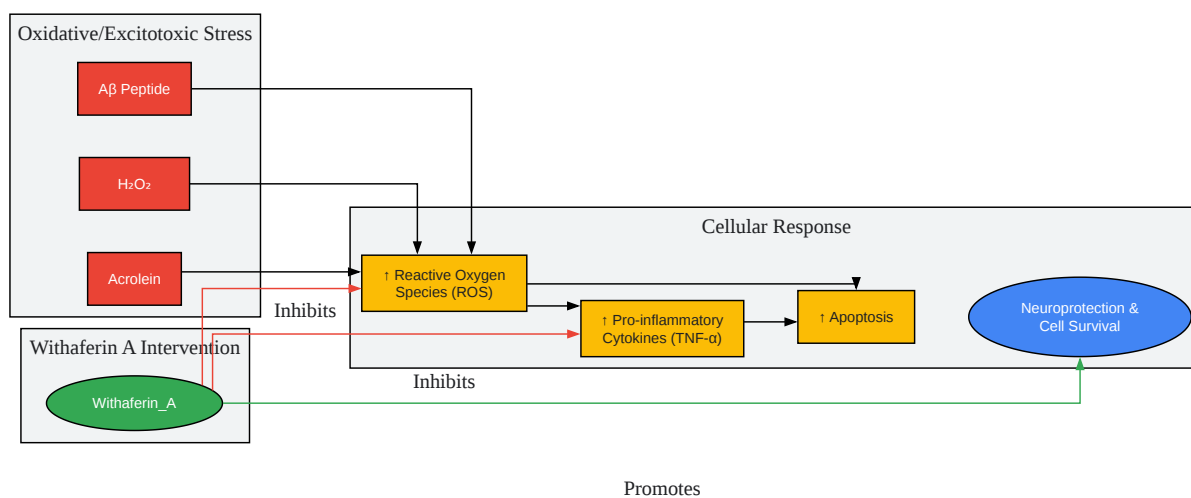 Oxidative/Excitotoxic Stress
Aβ Peptide
H₂O₂
Acrolein
Withaferin A Intervention
Withaferin_A
Inhibits
Inhibits
Promotes
Cellular Response
↑ Reactive Oxygen
Species (ROS)
↑ Pro-inflammatory
Cytokines (TNF-α)
↑ Apoptosis
Neuroprotection &
Cell Survival